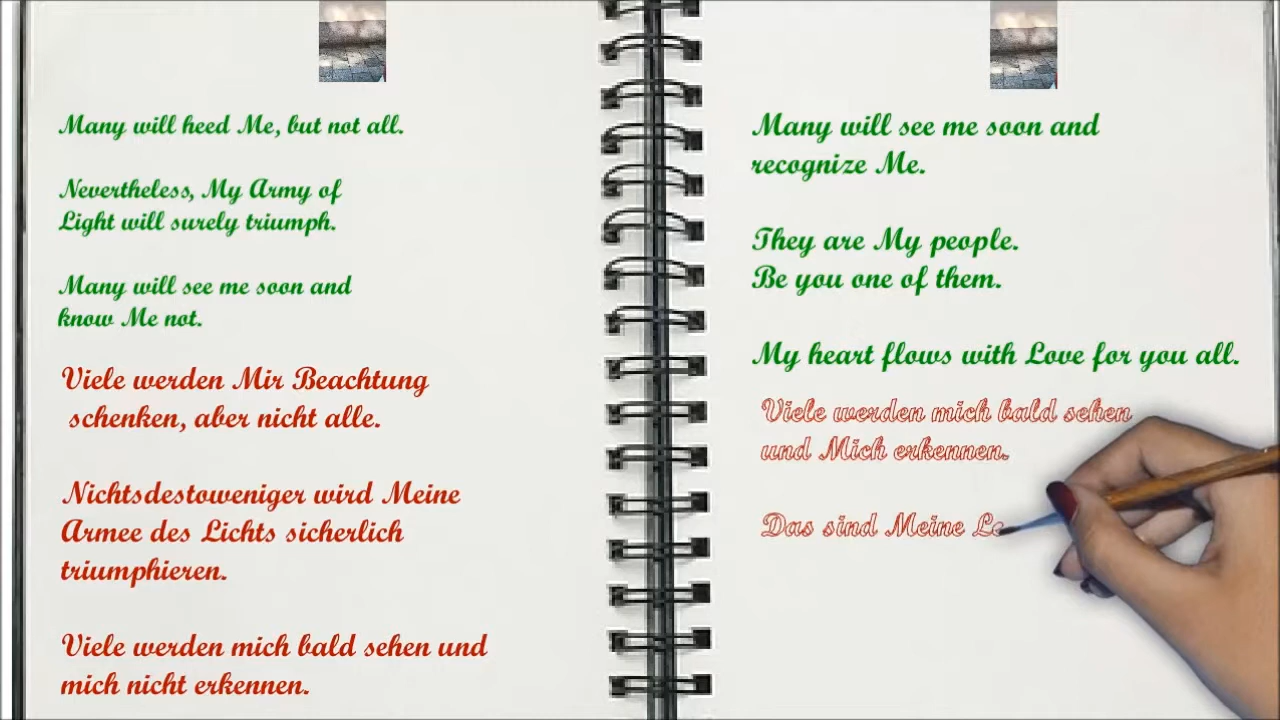 Many will heed Me, but not all.
Nevertheless, My Army of
Light will surely triumph.
Many will see me soon and
know Me not.
Viele werden Mir Beachtung
schenken, aber nicht alle.
Nichtsdestoweniger wird Meine
Armee des Lichts sicherlich
triumphieren.
Viele werden mich bald sehen und
mich nicht erkennen.
Many will see me soon and
recognize Me.
They are My people.
Be you one of them.
My heart flows with Love for you all.
Viele werden mich bald sehen
und Mich erkennen.
Das sind Meine Le